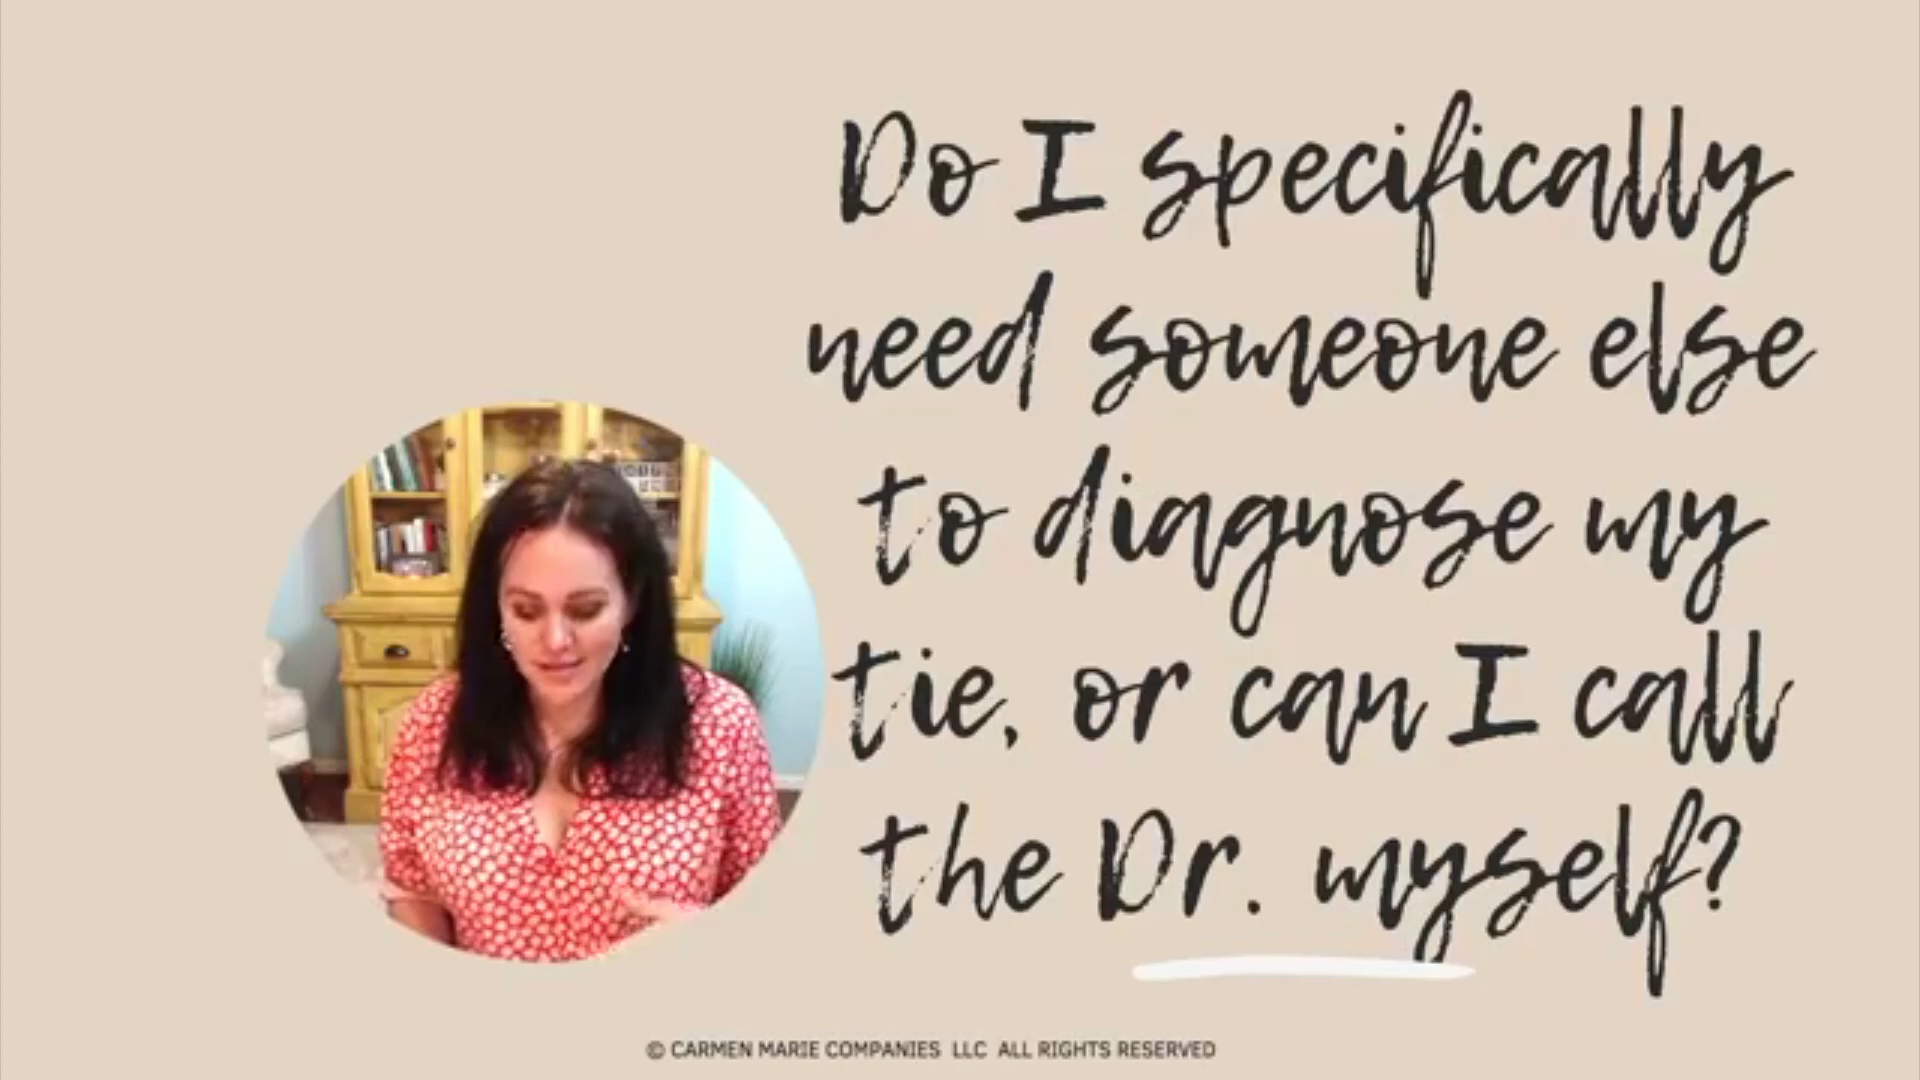 Do I specifically
need someone else
to diagnose my
tie, or can I call
the Dr. myself?
© CARMEN MARIE COMPANIES LLC ALL RIGHTS RESERVED